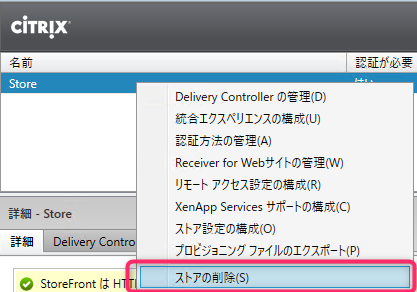 CITRIX
名前
認証が必要
Store
はい
Delivery Controller の管理(D)
統合エクスペリエンスの構成(U)
認証方法の管理(A)
Receiver for Webサイトの管理(W)
リモート アクセス設定の構成(R)
XenApp Services サポートの構成(C)
ストア設定の構成(O)
プロビジョニング ファイルのエクスポート(P)
ストアの削除(S)
詳細 - Store
詳細
Delivery Contro
StoreFront は HTT